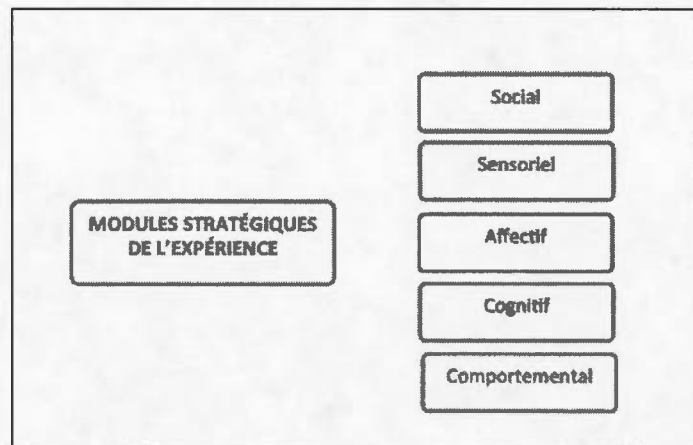 MODULES STRATÉGIQUES
DE L'EXPÉRIENCE
Social
Sensoriel
Affectif
Cognitif
Comportemental